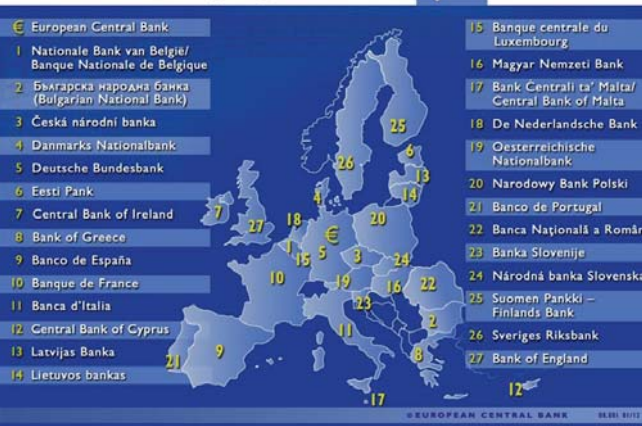 € European Central Bank
1 Nationale Bank van België/
Banque Nationale de Belgique
2 Българска народна банка
(Bulgarian National Bank)
3 Česká národní banka
4 Danmarks Nationalbank
5 Deutsche Bundesbank
6 Eesti Pank
7 Central Bank of Ireland
8 Bank of Greece
9 Banco de España
10 Banque de France
11 Banca d'Italia
12 Central Bank of Cyprus
13 Latvijas Banka
14 Lietuvos bankas
15 Banque centrale du
Luxembourg
16 Magyar Nemzeti Bank
17 Bank Ċentrali ta' Malta/
Central Bank of Malta
18 De Nederlandsche Bank
19 Oesterreichische
Nationalbank
20 Narodowy Bank Polski
21 Banco de Portugal
22 Banca Naţională a Româr
23 Banka Slovenije
24 Národná banka Slovenska
25 Suomen Pankki –
Finlands Bank
26 Sveriges Riksbank
27 Bank of England
25
26
6
13
14
4
7
27
18
20
€
1
5
15
3
24
10
19
16
22
23
2
11
21
9
8
17
12
© EUROPEAN CENTRAL BANK